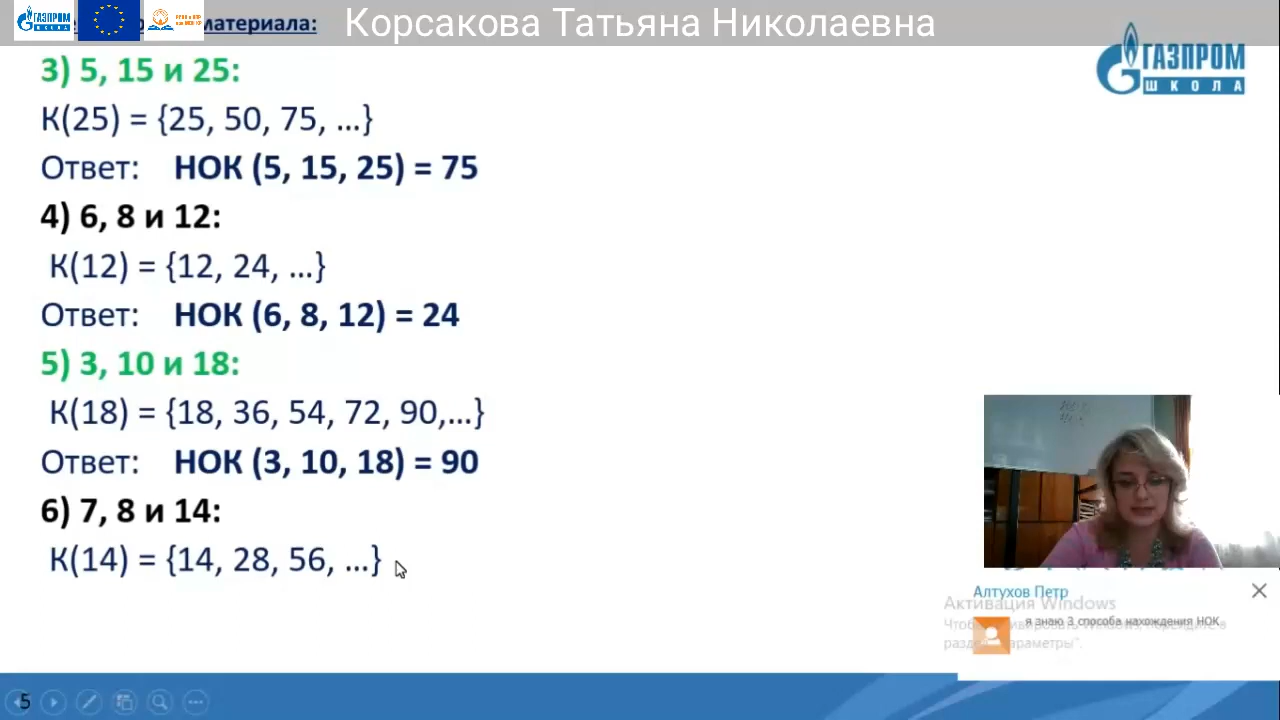 Корсакова Татьяна Николаевна
материала:
ГАЗПРОМ
ШКОЛА
3) 5, 15 и 25:
К(25) = {25, 50, 75, …}
Ответ: НОК (5, 15, 25) = 75
4) 6, 8 и 12:
К(12) = {12, 24, …}
Ответ: НОК (6, 8, 12) = 24
5) 3, 10 и 18:
К(18) = {18, 36, 54, 72, 90,…}
Ответ: НОК (3, 10, 18) = 90
6) 7, 8 и 14:
К(14) = {14, 28, 56, …}
Алтухов Петр
Активация Windows
я знаю 3 способа нахождения НОК
5